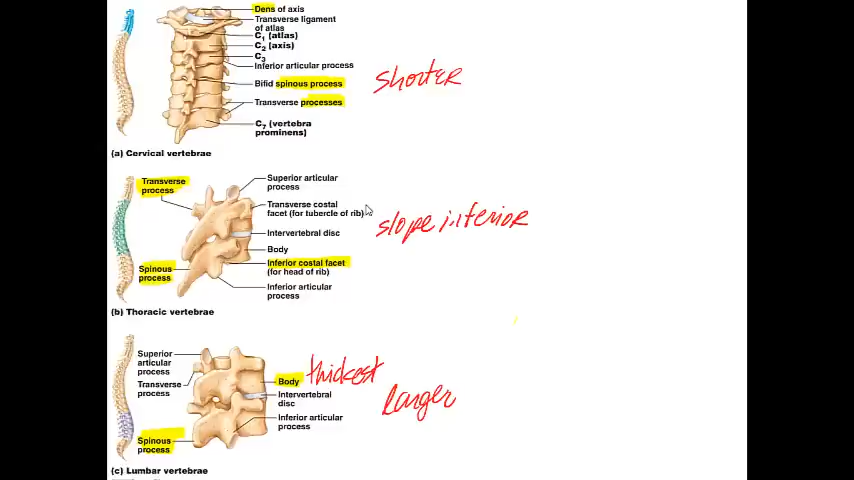 Dens of axis
Transverse ligament
of atlas
C1 (atlas)
C2 (axis)
C3
Inferior articular process
Bifid spinous process
Transverse processes
C7 (vertebra
prominens)
shorter
(a) Cervical vertebrae
Transverse
process
Superior articular
process
Transverse costal
facet (for tubercle of rib)
Intervertebral disc
Body
Inferior costal facet
(for head of rib)
Inferior articular
process
Spinous
process
slope inferior
(b) Thoracic vertebrae
Superior
articular
process
Transverse
process
Body
thickest
Intervertebral
disc
larger
Inferior articular
process
Spinous
process
(c) Lumbar vertebrae